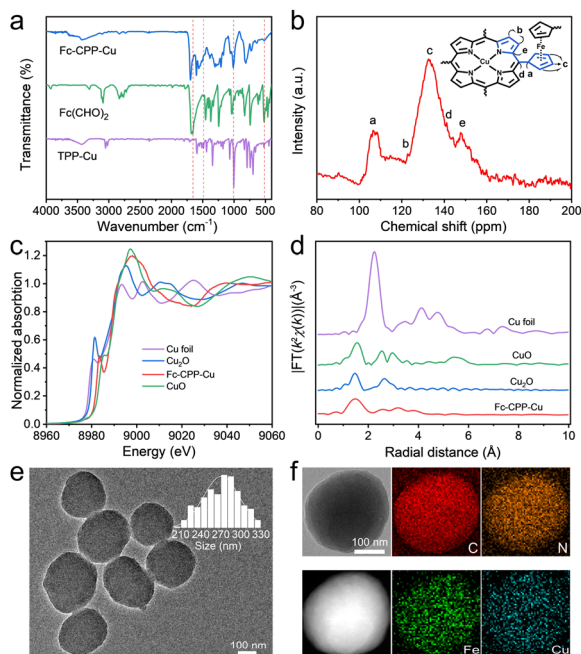 a
Fc-CPP-Cu
Fc(CHO)2
TPP-Cu
Transmittance (%)
4000 3500 3000 2500 2000 1500 1000 500
Wavenumber (cm-1)
b
Intensity (a.u.)
a
b
c
d
e
N
N
N
N
Cu
Fe
b
e
c
d
a
80 100 120 140 160 180 200
Chemical shift (ppm)
c
Normalized absorbtion
1.2
1.0
0.8
0.6
0.4
0.2
0.0
Cu foil
Cu2O
Fc-CPP-Cu
CuO
8960 8980 9000 9020 9040 9060
Energy (eV)
d
|FT(k²χ(k))|(Å-3)
Cu foil
CuO
Cu2O
Fc-CPP-Cu
0 2 4 6 8 10
Radial distance (Å)
e
210 240 270 300 330
Size (nm)
100 nm
f
100 nm
C
N
Fe
Cu